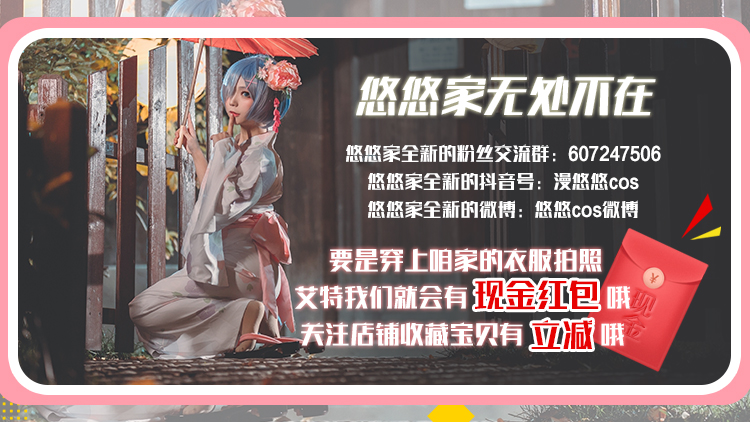 悠悠家无处不在
悠悠家全新的粉丝交流群：607247506
悠悠家全新的抖音号：漫悠悠cos
悠悠家全新的微博：悠悠cos微博
要是穿上咱家的衣服拍照
艾特我们就会有 现金红包 哦
关注店铺收藏宝贝有 立减 哦
¥
现金